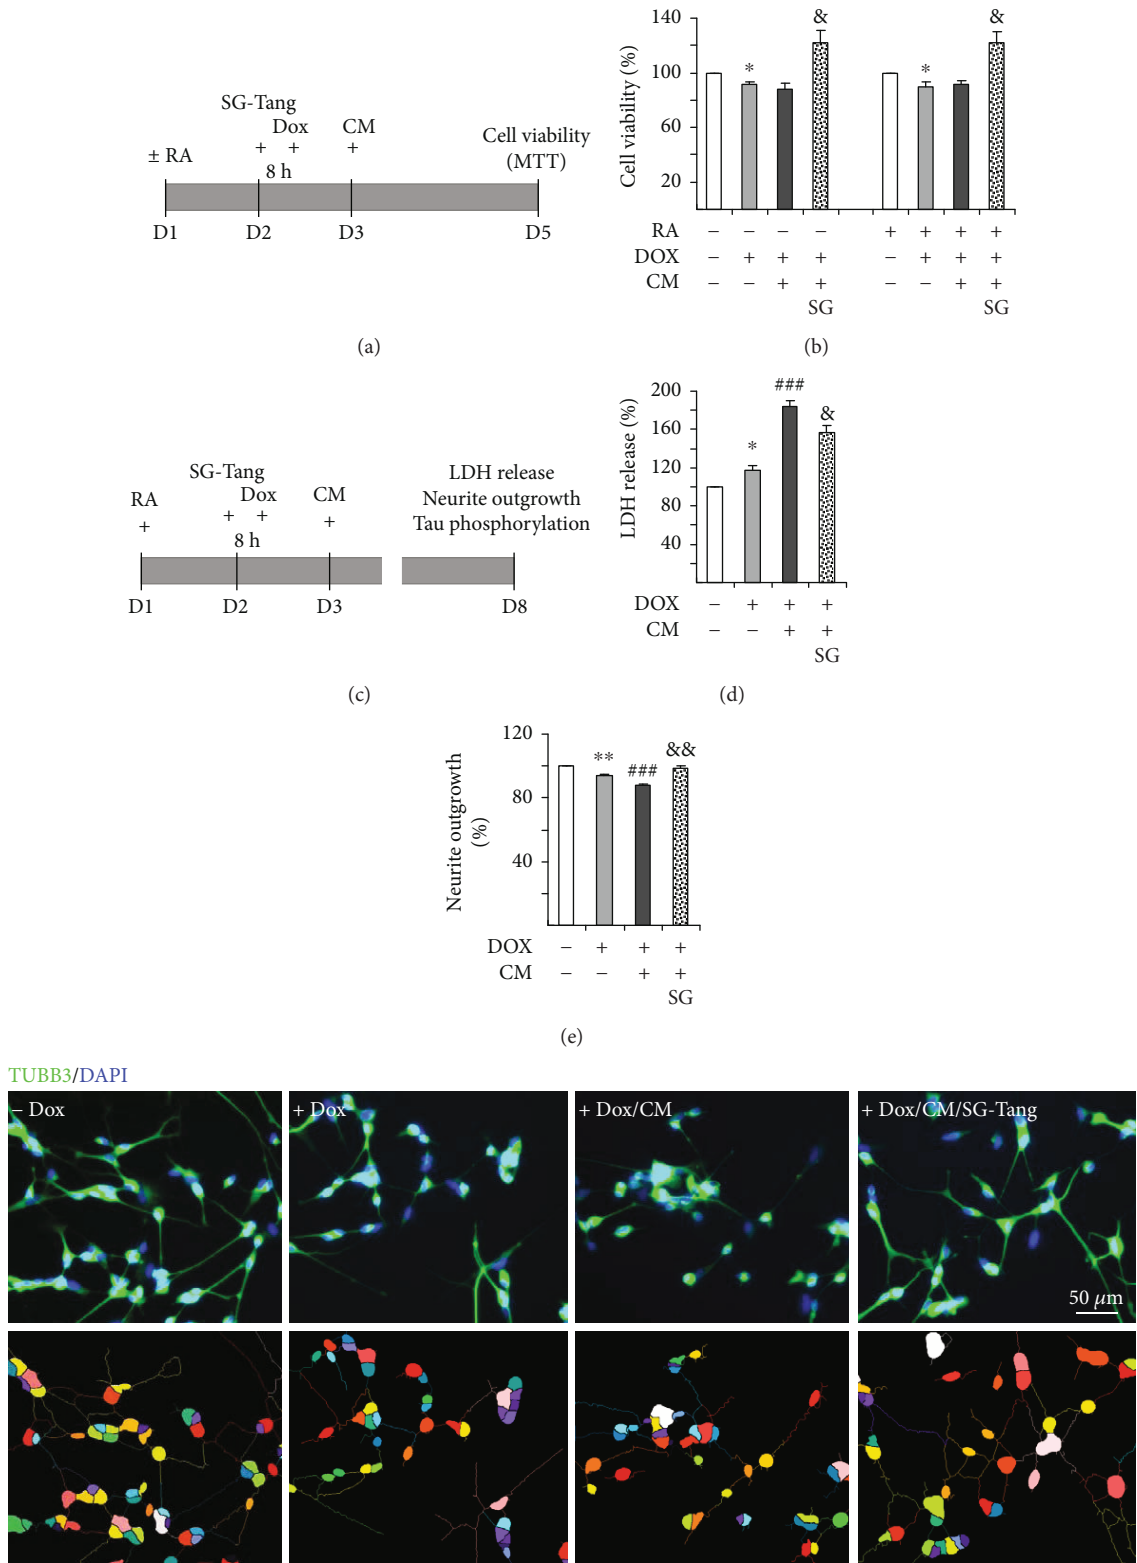 SG-Tang
Dox CM
± RA + + +
8 h
Cell viability
(MTT)
D1 D2 D3 D5
(a)
Cell viability (%)
140
100
60
20
* & * &
RA − − − − + + + +
DOX − + + + − + + +
CM − − + + − − + +
SG SG
(b)
SG-Tang
Dox CM
RA
+ + + +
8 h
LDH release
Neurite outgrowth
Tau phosphorylation
D1 D2 D3 D8
(c)
LDH release (%)
200
160
120
80
40
* ### &
DOX − + + +
CM − − + +
SG
(d)
Neurite outgrowth
(%)
120
80
40
** ### &&
DOX − + + +
CM − − + +
SG
(e)
TUBB3/DAPI
− Dox + Dox + Dox/CM + Dox/CM/SG-Tang
50 μm